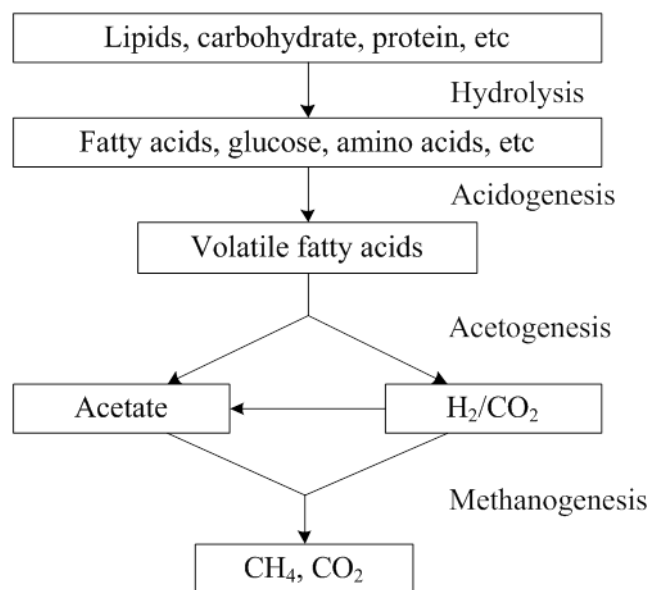 Lipids, carbohydrate, protein, etc
Hydrolysis
Fatty acids, glucose, amino acids, etc
Acidogenesis
Volatile fatty acids
Acetogenesis
Acetate
H₂/CO₂
Methanogenesis
CH₄, CO₂